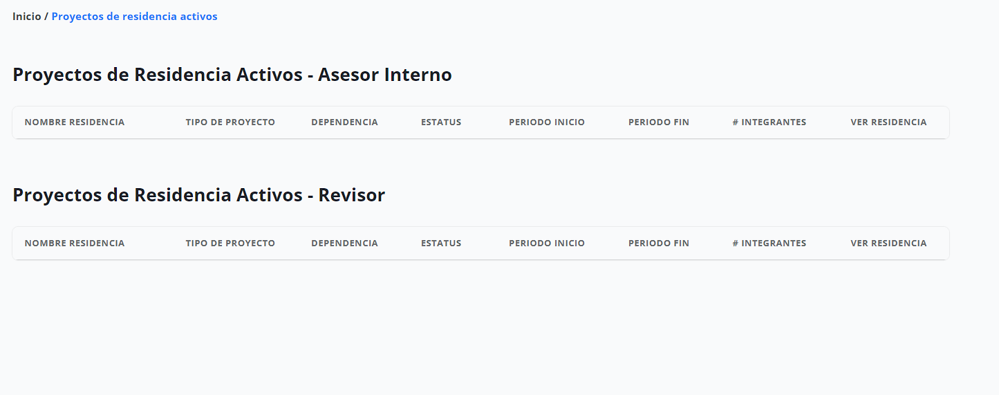 Inicio / Proyectos de residencia activos
Proyectos de Residencia Activos - Asesor Interno
NOMBRE RESIDENCIA TIPO DE PROYECTO DEPENDENCIA ESTATUS PERIODO INICIO PERIODO FIN # INTEGRANTES VER RESIDENCIA
Proyectos de Residencia Activos - Revisor
NOMBRE RESIDENCIA TIPO DE PROYECTO DEPENDENCIA ESTATUS PERIODO INICIO PERIODO FIN # INTEGRANTES VER RESIDENCIA